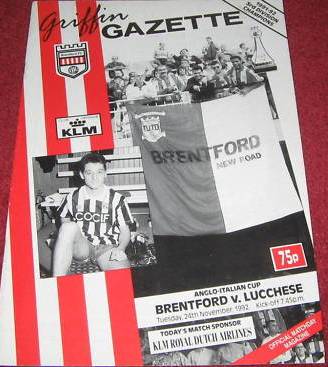 Griffin
GAZETTE
1991-92
3rd DIVISION
CHAMPIONS
KLM
TUTTI
BRENTFORD
NEW ROAD
COCIF
75p
ANGLO-ITALIAN CUP
BRENTFORD V. LUCCHESE
Tuesday, 24th November, 1992 Kick-off 7.45p.m.
TODAY'S MATCH SPONSOR
KLM ROYAL DUTCH AIRLINES
OFFICIAL MATCHDAY
MAGAZINE